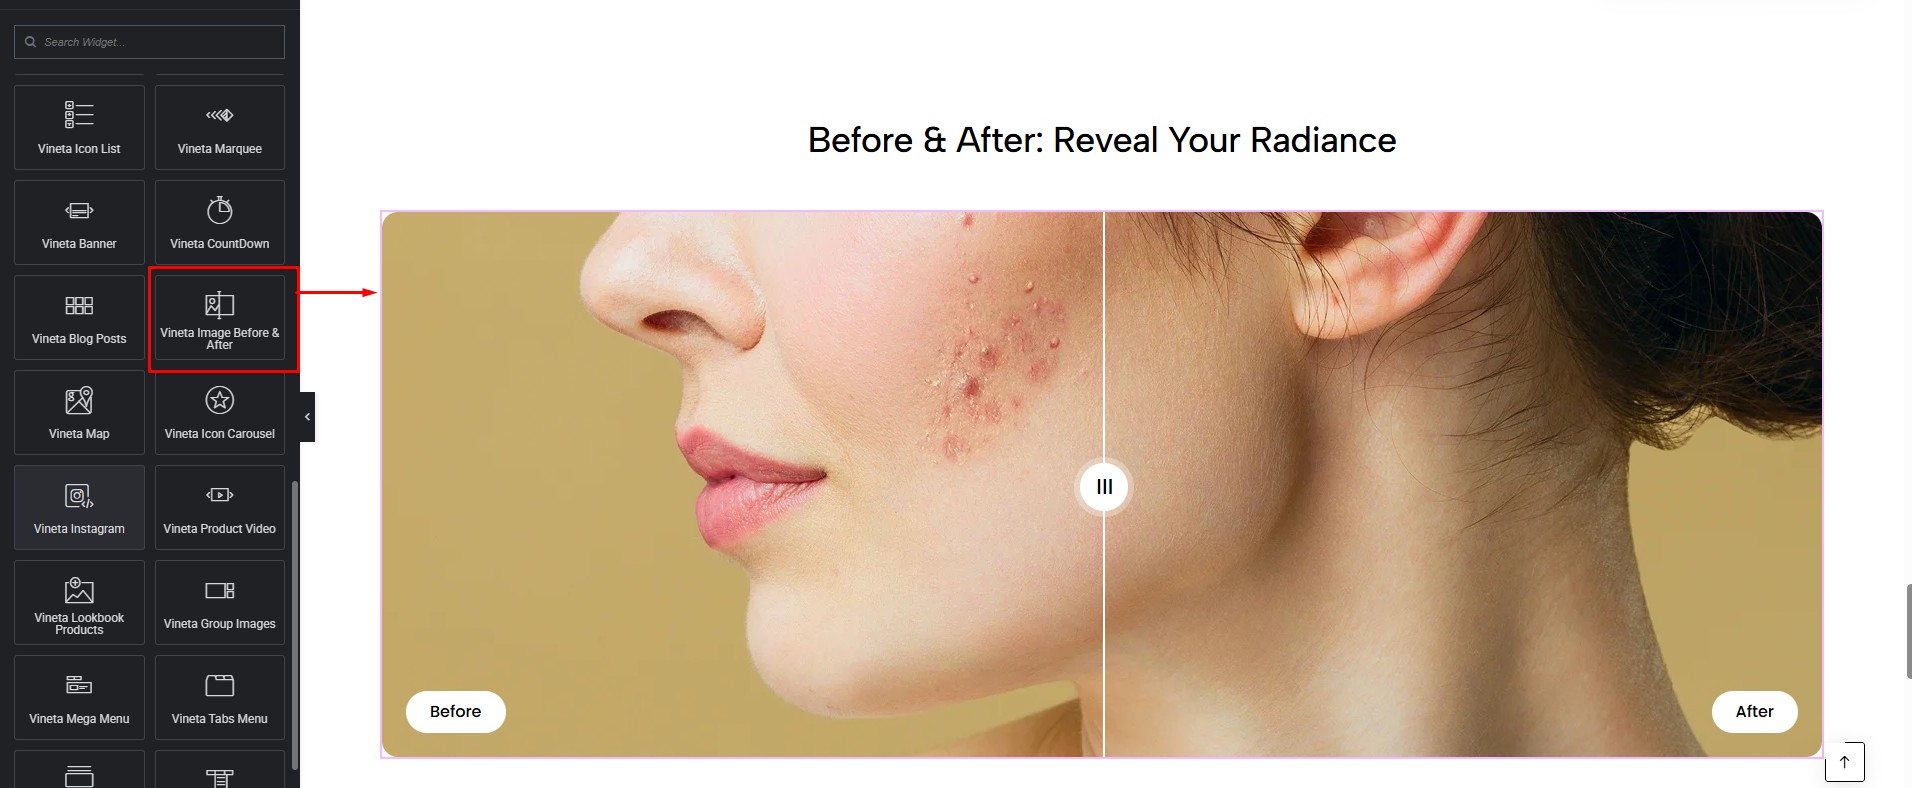 Search Widget...
Vineta Icon List
Vineta Marquee
Vineta Banner
Vineta CountDown
Vineta Blog Posts
Vineta Image Before &
After
Vineta Map
Vineta Icon Carousel
Vineta Instagram
Vineta Product Video
Vineta Lookbook
Products
Vineta Group Images
Vineta Mega Menu
Vineta Tabs Menu
Before & After: Reveal Your Radiance
Before
After